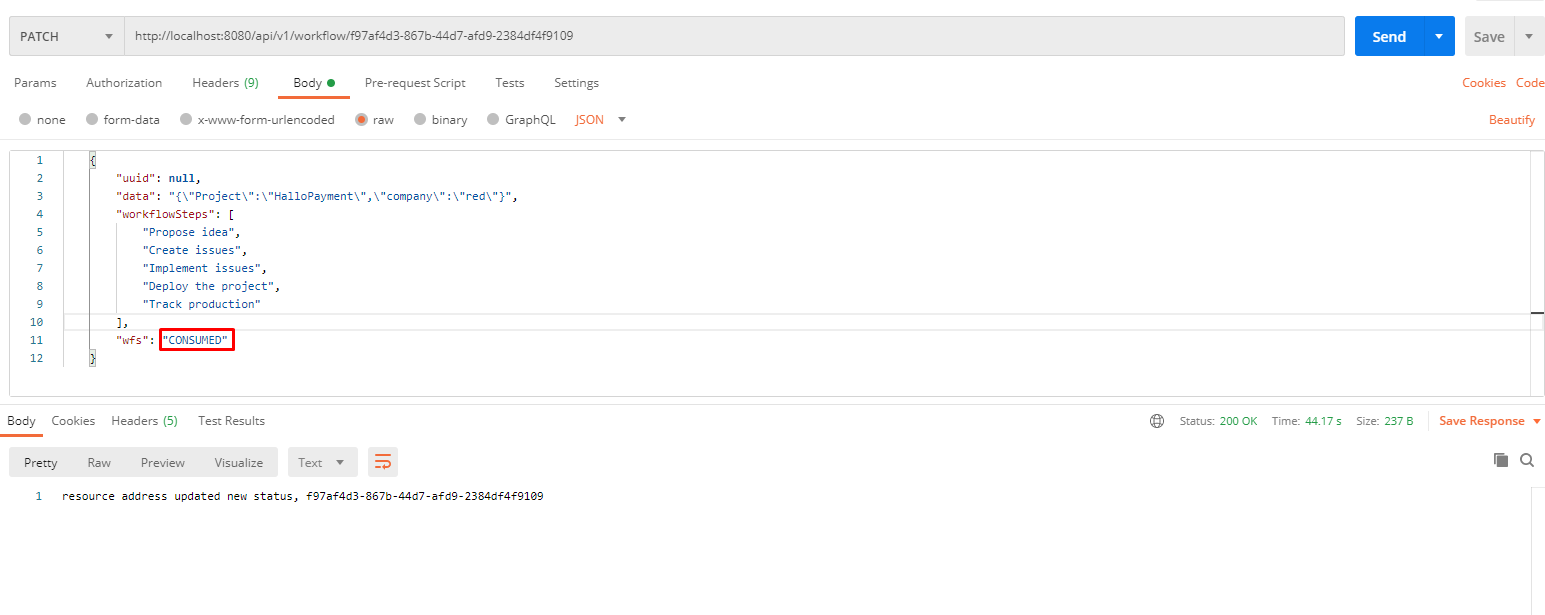 PATCH http://localhost:8080/api/v1/workflow/f97af4d3-867b-44d7-afd9-2384df4f9109 Send Save
Params Authorization Headers (9) Body Pre-request Script Tests Settings Cookies Code
none form-data x-www-form-urlencoded raw binary GraphQL JSON Beautify
1 {
2 "uuid": null,
3 "data": "{\"Project\":\"HalloPayment\",\"company\":\"red\"}",
4 "workflowSteps": [
5 "Propose idea",
6 "Create issues",
7 "Implement issues",
8 "Deploy the project",
9 "Track production"
10 ],
11 "wfs": "CONSUMED"
12 }
Body Cookies Headers (5) Test Results Status: 200 OK Time: 44.17 s Size: 237 B Save Response
Pretty Raw Preview Visualize Text
1 resource address updated new status, f97af4d3-867b-44d7-afd9-2384df4f9109